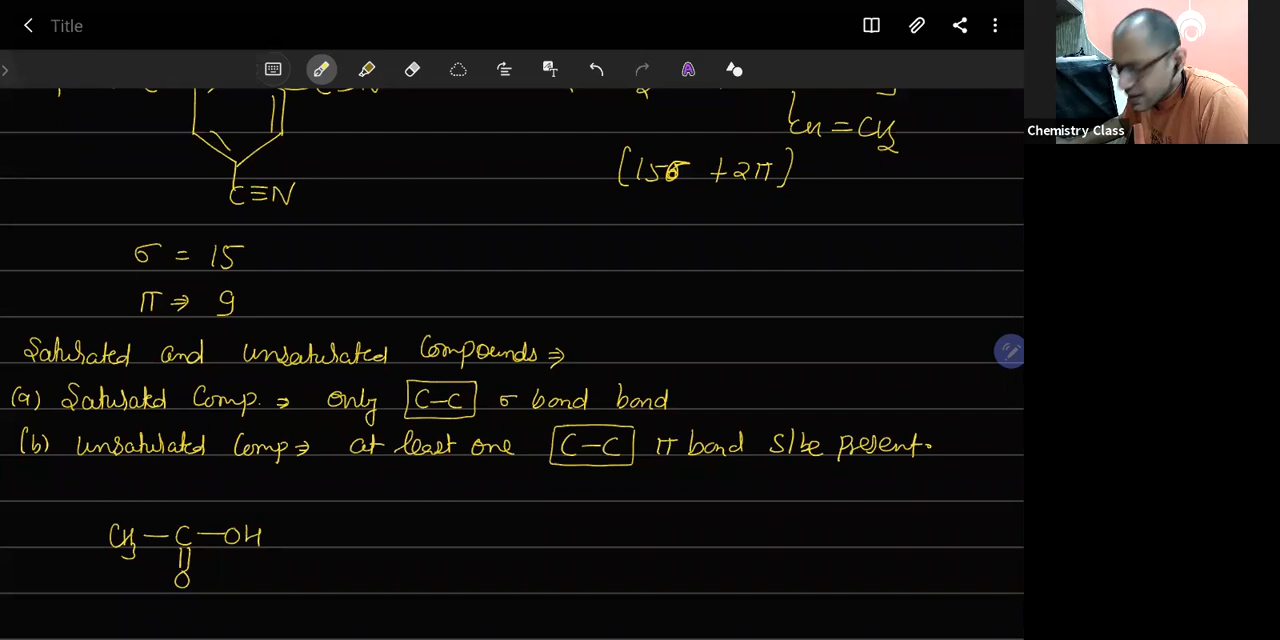 Title
Chemistry Class
CH=CH2
(15σ + 2π)
C≡N
σ = 15
π ⇒ 9
Saturated and unsaturated Compounds ⇒
(a) Saturated Comp. ⇒ only C–C σ bond bond
(b) unsaturated Comp ⇒ at least one C–C π bond S/be present.
CH3–C–OH
||
O